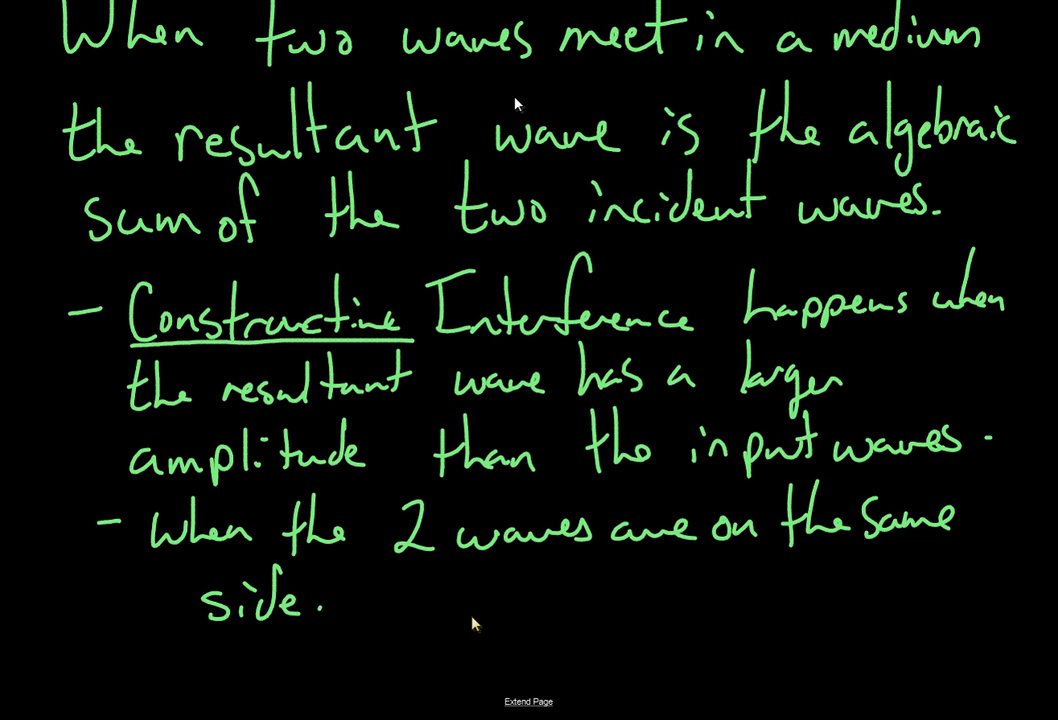 When two waves meet in a medium
the resultant wave is the algebraic
sum of the two incident waves.
- Constructive Interference happens when
the resultant wave has a larger
amplitude than the input waves.
- when the 2 waves are on the same
side.
Extend Page